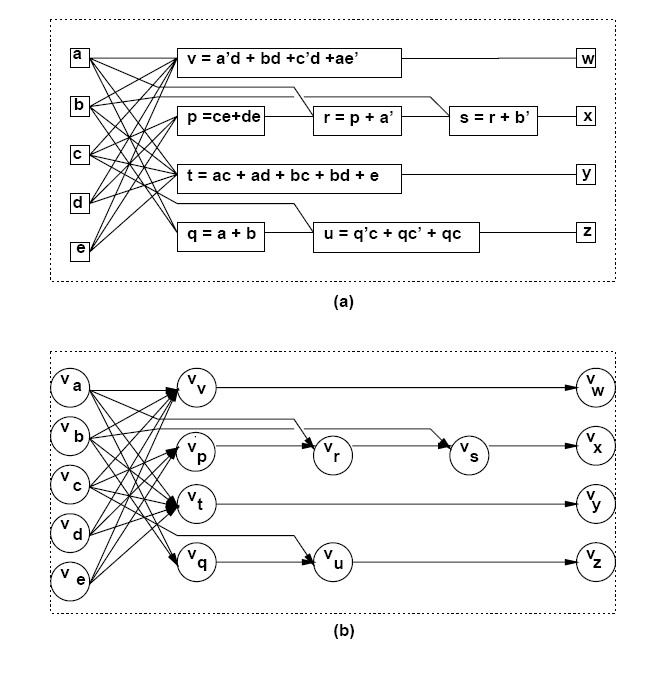 a v = a’d + bd +c’d +ae’ w
b p =ce+de r = p + a’ s = r + b’ x
c
t = ac + ad + bc + bd + e y
d
q = a + b u = q’c + qc’ + qc z
e
(a)
v a v v v w
v b v p v r v s v x
v c
v t v y
v d
v q v u v z
v e
(b)